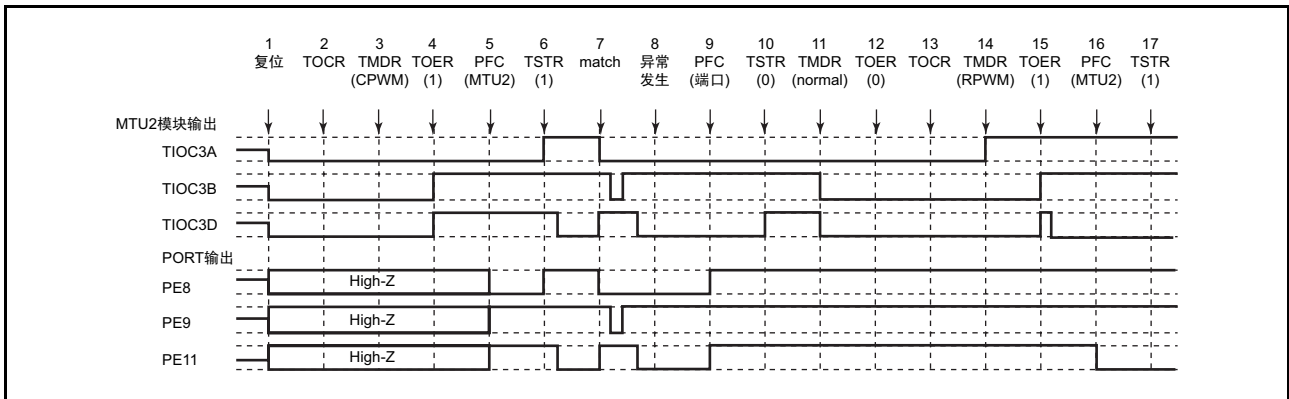 1 2 3 4 5 6 7 8 9 10 11 12 13 14 15 16 17
复位 TOCR TMDR TOER PFC TSTR match 异常 PFC TSTR TMDR TOER TOCR TMDR TOER PFC TSTR
(CPWM) (1) (MTU2) (1) 发生 (端口) (0) (normal) (0) (RPWM) (1) (MTU2) (1)
MTU2模块输出
TIOC3A
TIOC3B
TIOC3D
PORT输出
PE8 High-Z
PE9 High-Z
PE11 High-Z